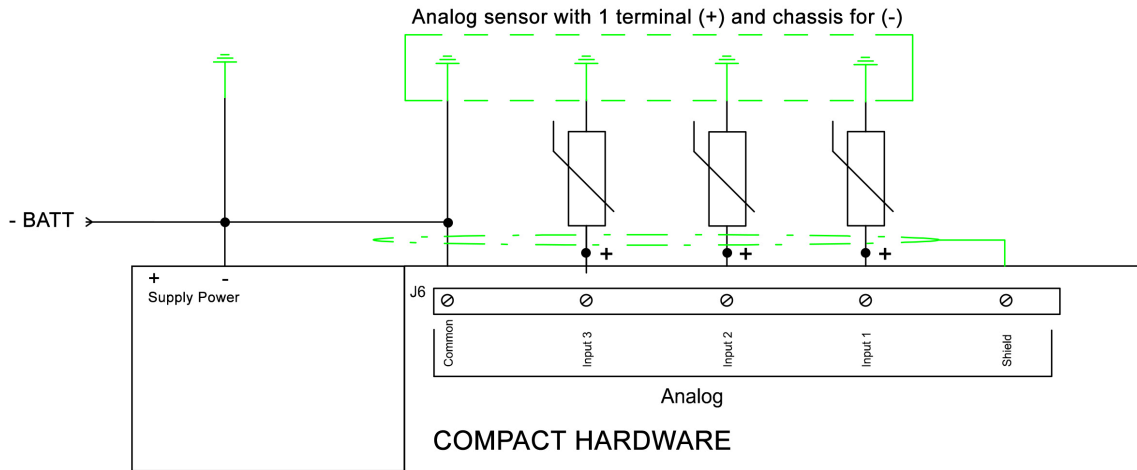 Analog sensor with 1 terminal (+) and chassis for (-)
- BATT
+ + +
+ -
Supply Power
J6
Common Input 3 Input 2 Input 1 Shield
Analog
COMPACT HARDWARE